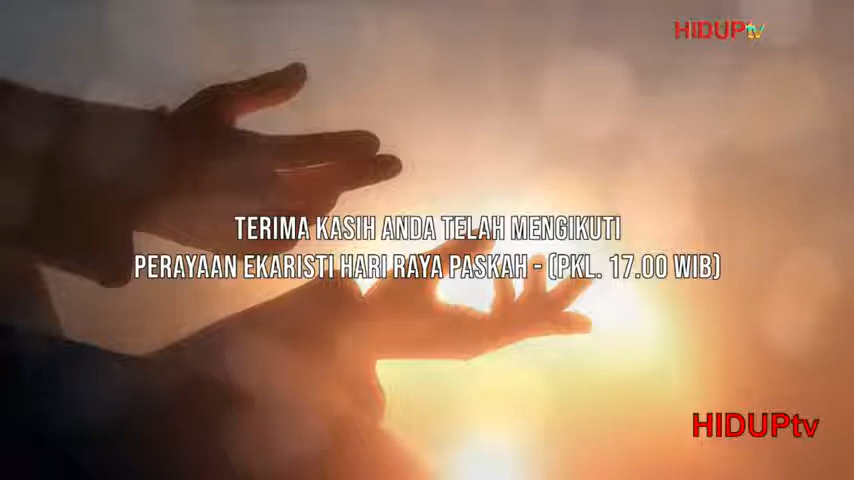 HIDUPtv
TERIMA KASIH ANDA TELAH MENGIKUTI
PERAYAAN EKARISTI HARI RAYA PASKAH - (PKL. 17.00 WIB)
HIDUPtv